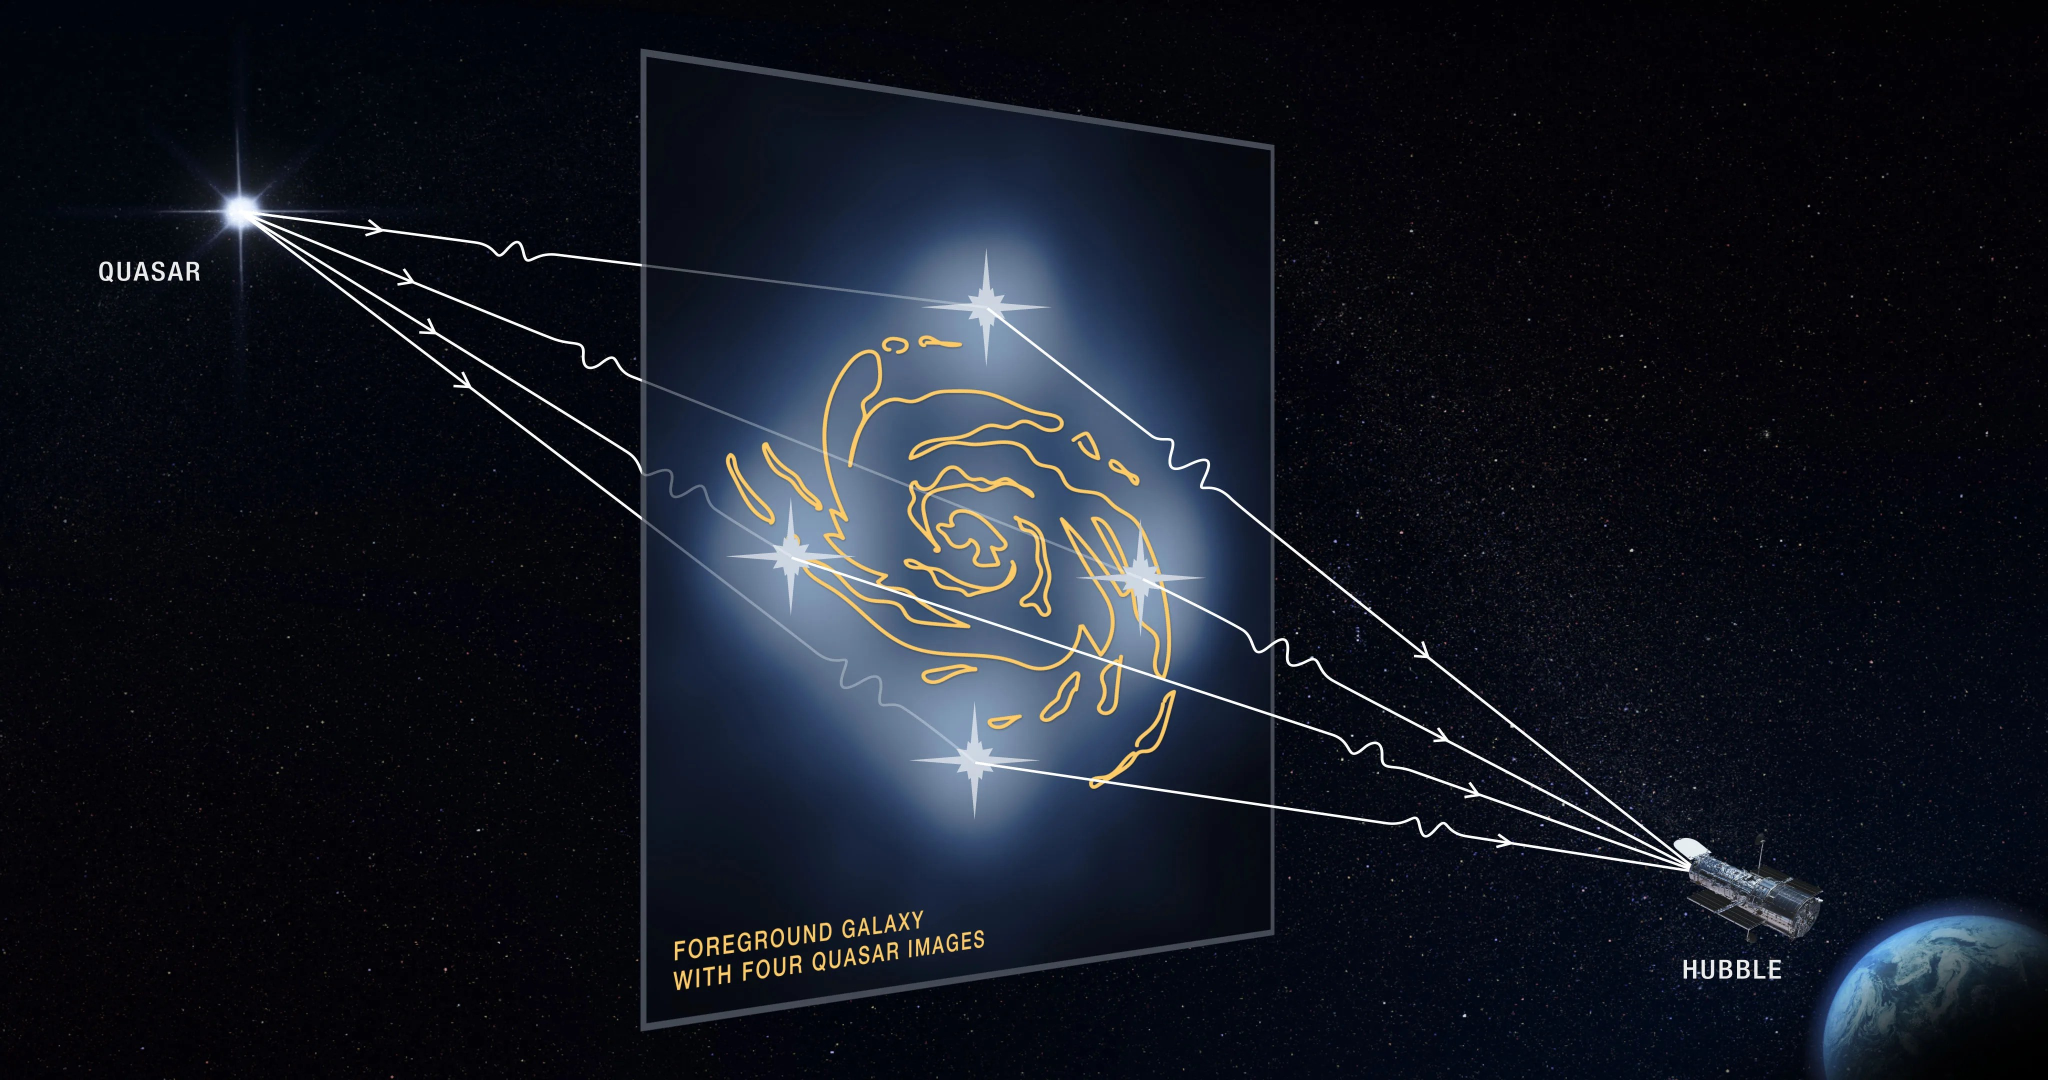 QUASAR
FOREGROUND GALAXY
WITH FOUR QUASAR IMAGES
HUBBLE